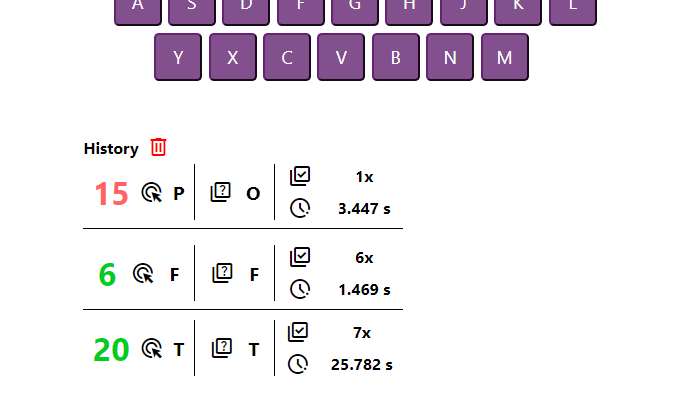 A S D F G H J K L
Y X C V B N M
History
15 P ? O 1x
3.447 s
6 F ? F 6x
1.469 s
20 T ? T 7x
25.782 s